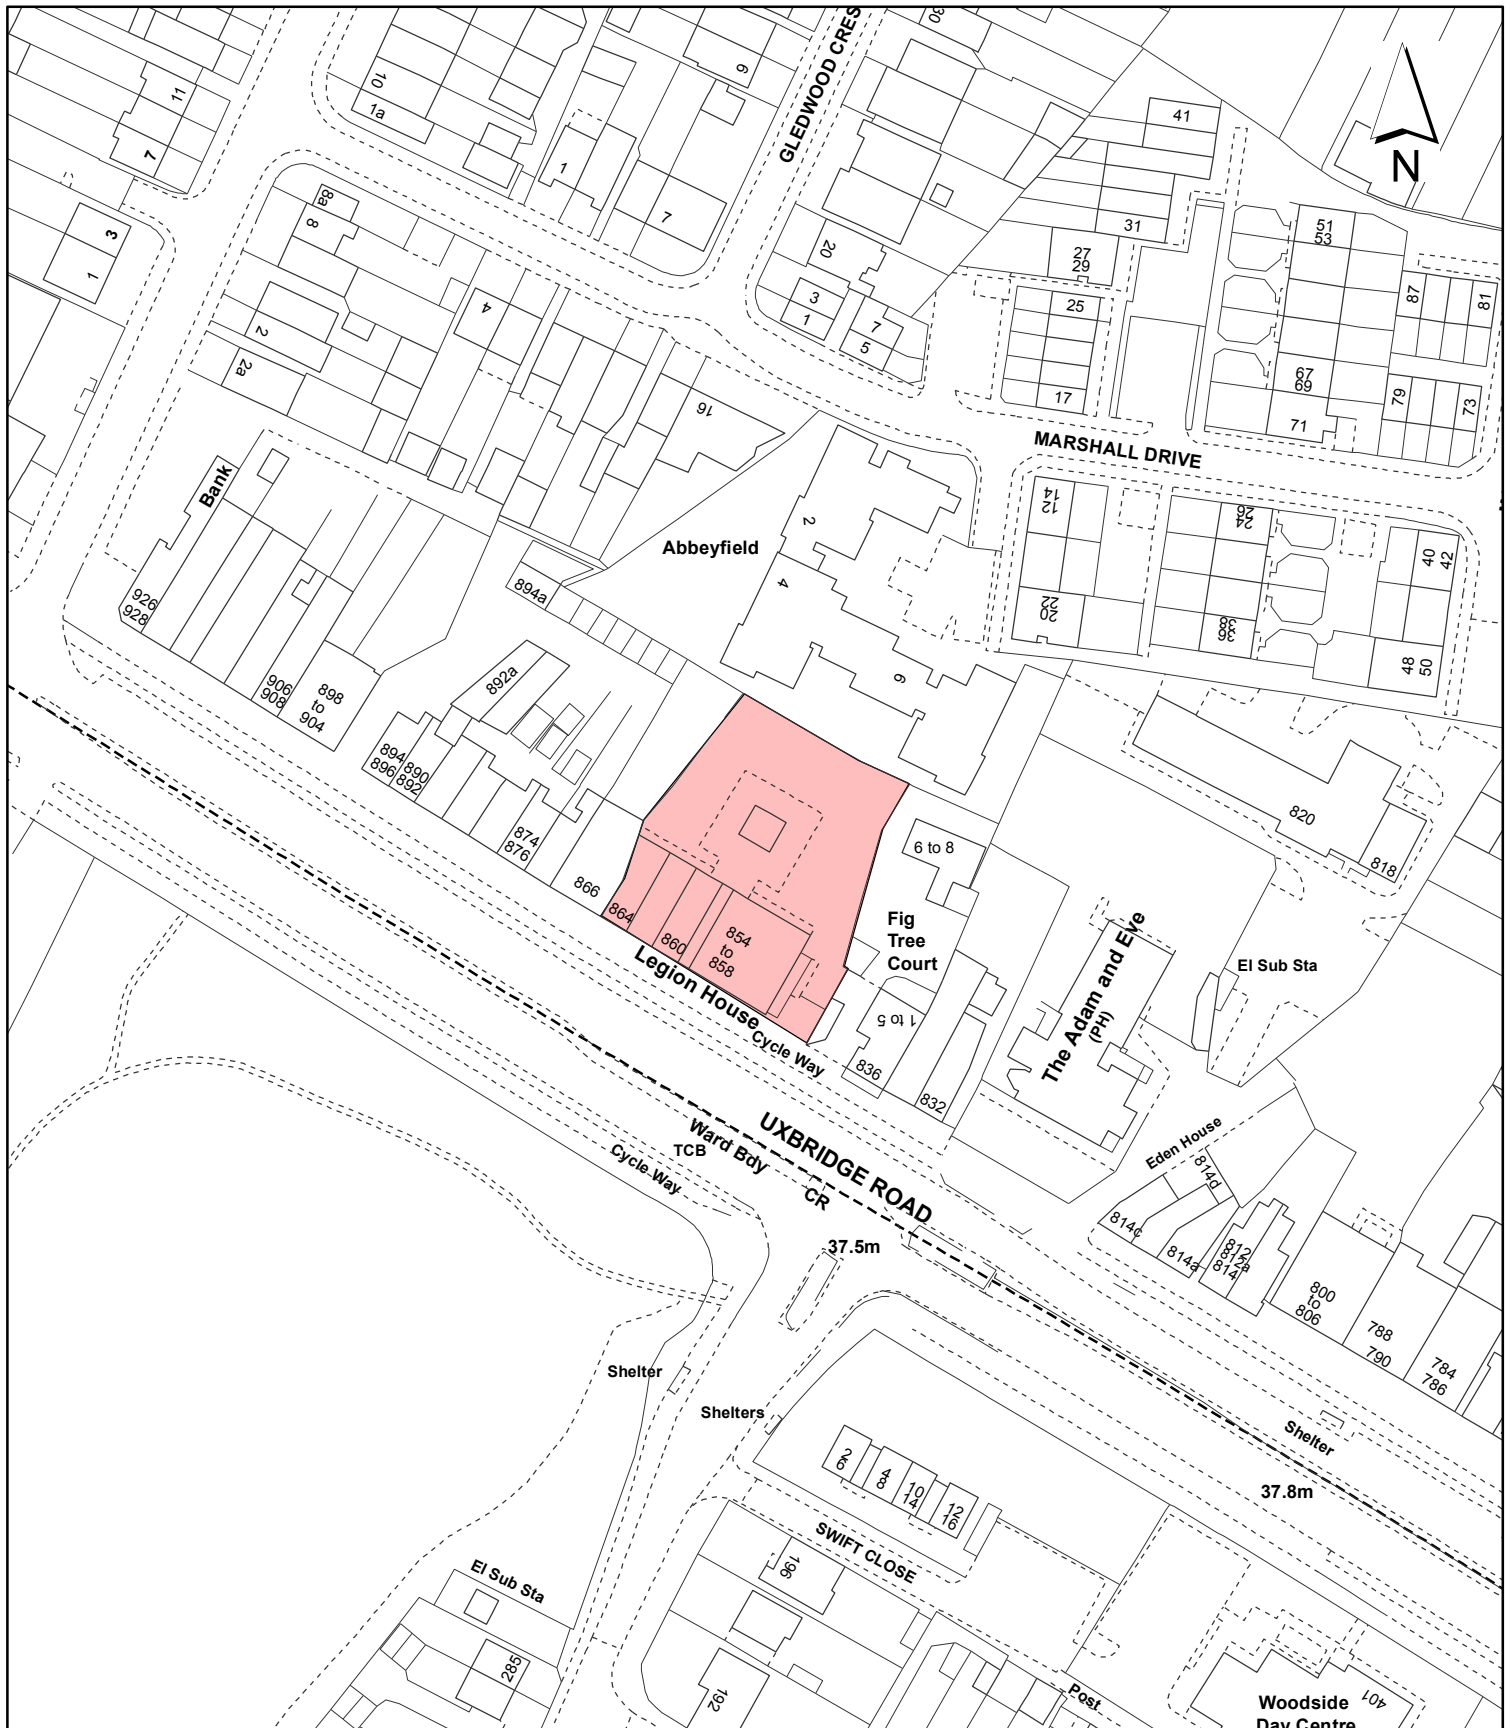 30
GLEDWOOD CRES
6
10
1a
11
7
1
7
41
N
8a
8
3
1
20
31
27
29
51
53
3
1
7
5
25
87
81
4
2
2a
17
67
69
71
79
73
16
MARSHALL DRIVE
Bank
2
12
14
24
26
40
42
Abbeyfield
4
894a
926
928
20
22
36
38
48
50
6
892a
906
908
898
to
904
894
896
890
892
820
818
874
876
6 to 8
866
864
860
854
to
858
Fig
Tree
Court
Legion House
Cycle Way
The Adam and Eve
(PH)
El Sub Sta
1 to 5
836
832
UXBRIDGE ROAD
Ward Bdy
TCB
Cycle Way
CR
37.5m
Eden House
814d
814c
814a
812
812a
814
800
to
806
788
790
784
786
Shelter
Shelters
Shelter
37.8m
2
6
4
8
10
14
12
16
SWIFT CLOSE
196
El Sub Sta
285
192
Post
401
Woodside
Day Centre